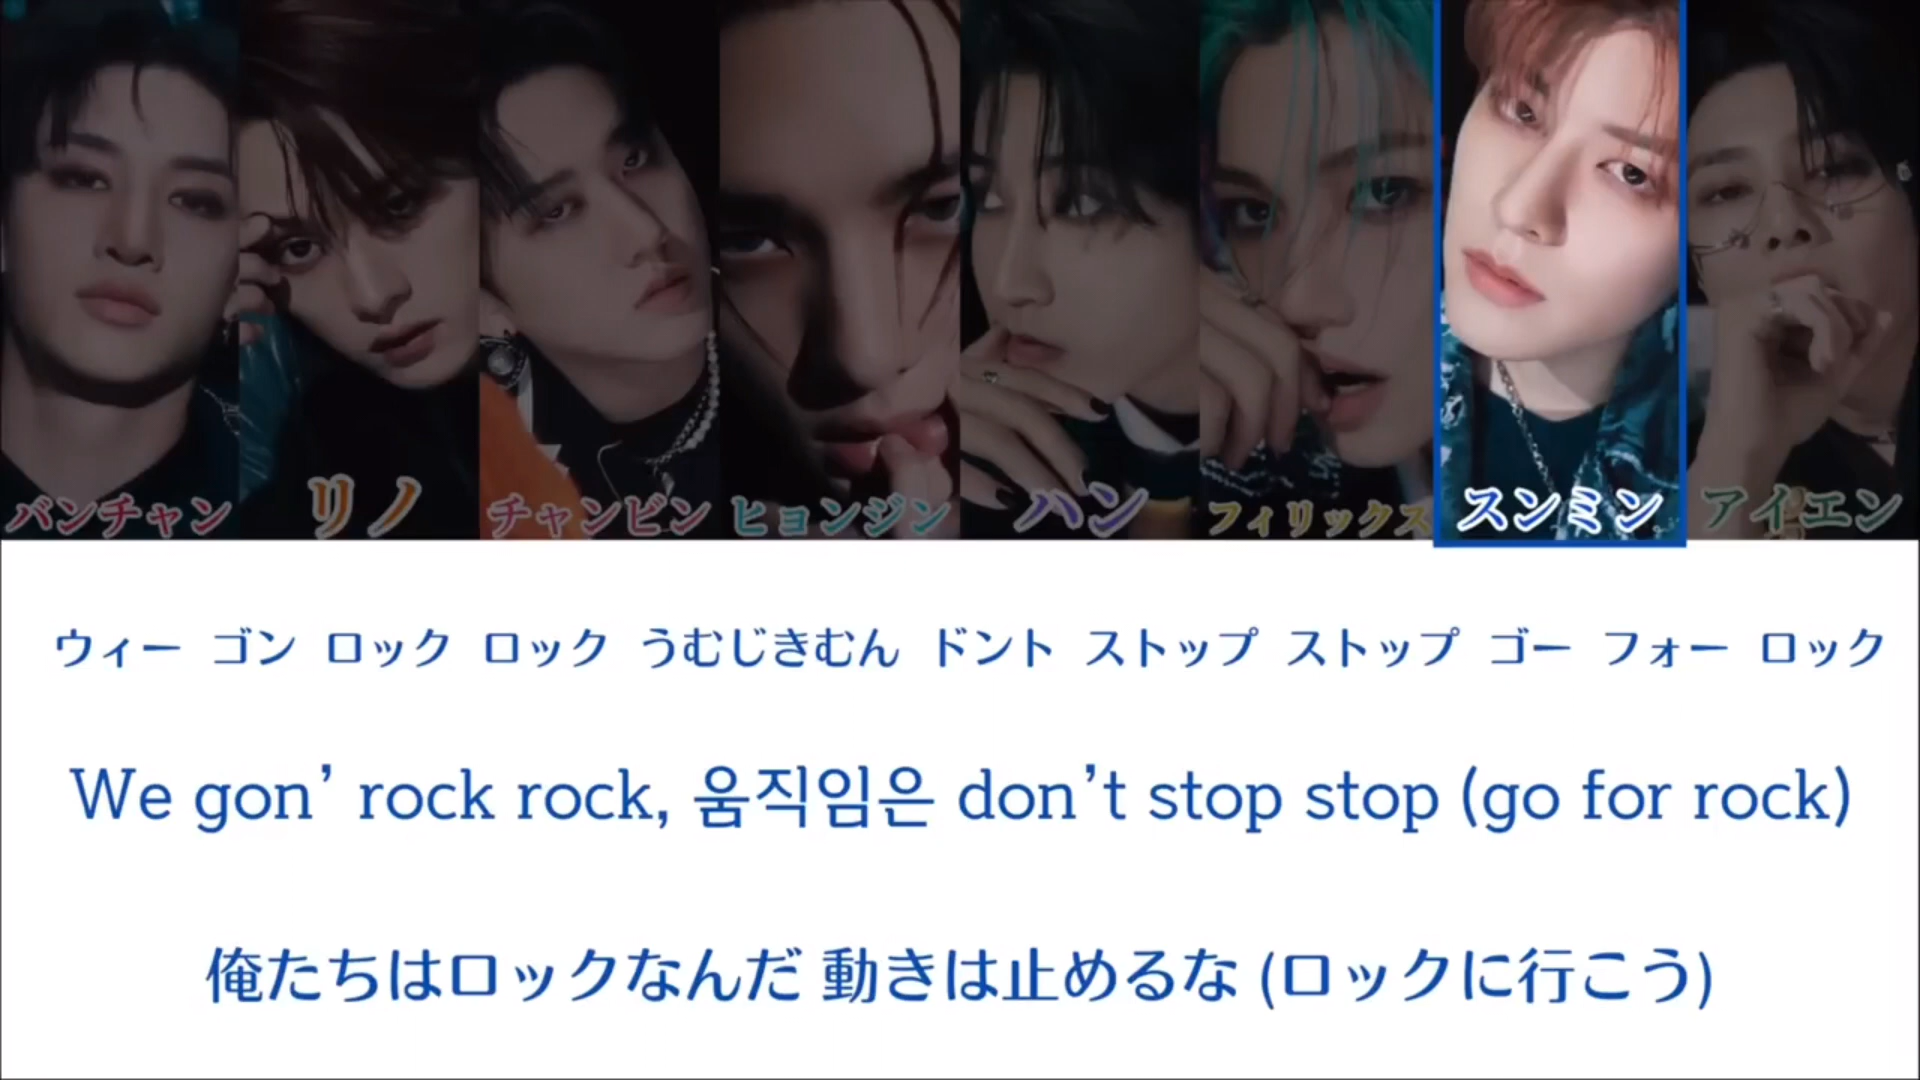 バンチャン リノ チャンビン ヒョンジン ハン フィリックス スンミン アイエン
ウィー ゴン ロック ロック うむじきむん ドント ストップ ストップ ゴー フォー ロック
We gon’ rock rock, 움직임은 don’t stop stop (go for rock)
俺たちはロックなんだ 動きは止めるな (ロックに行こう)